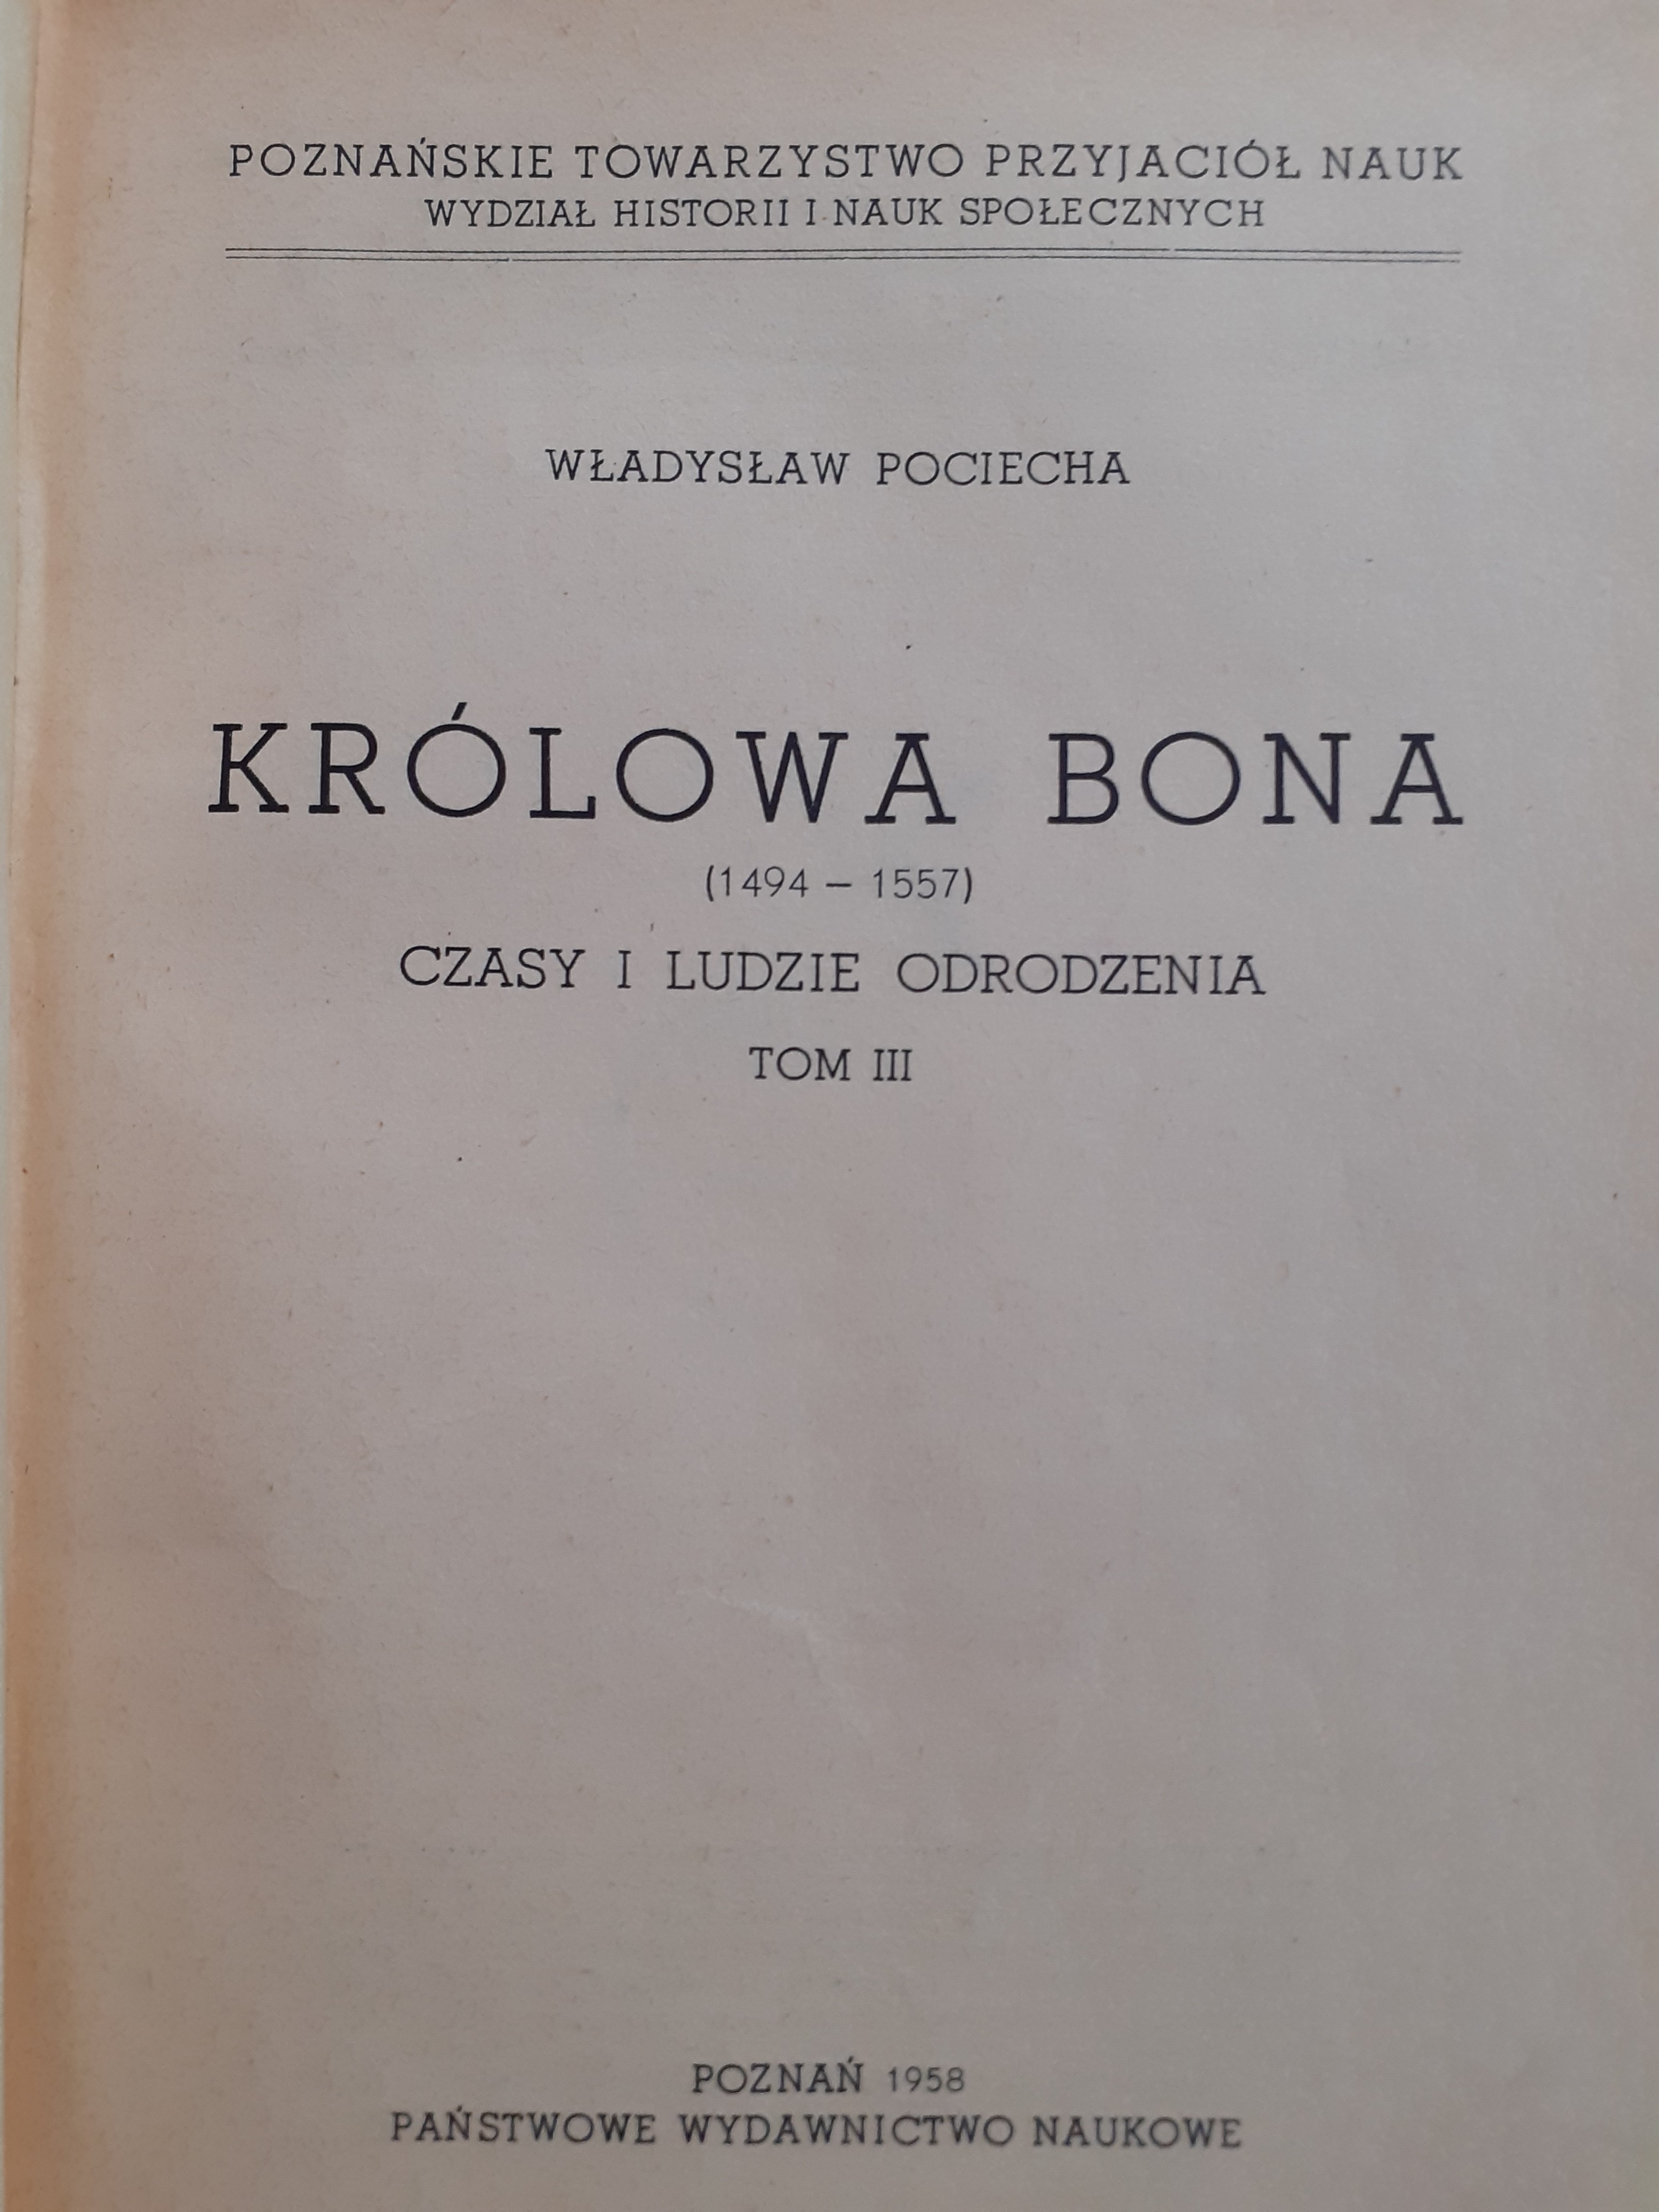 POZNAŃSKIE TOWARZYSTWO PRZYJACIÓŁ NAUK
WYDZIAŁ HISTORII I NAUK SPOŁECZNYCH
WŁADYSŁAW POCIECHA
KRÓLOWA BONA
(1494 – 1557)
CZASY I LUDZIE ODRODZENIA
TOM III
POZNAŃ 1958
PAŃSTWOWE WYDAWNICTWO NAUKOWE